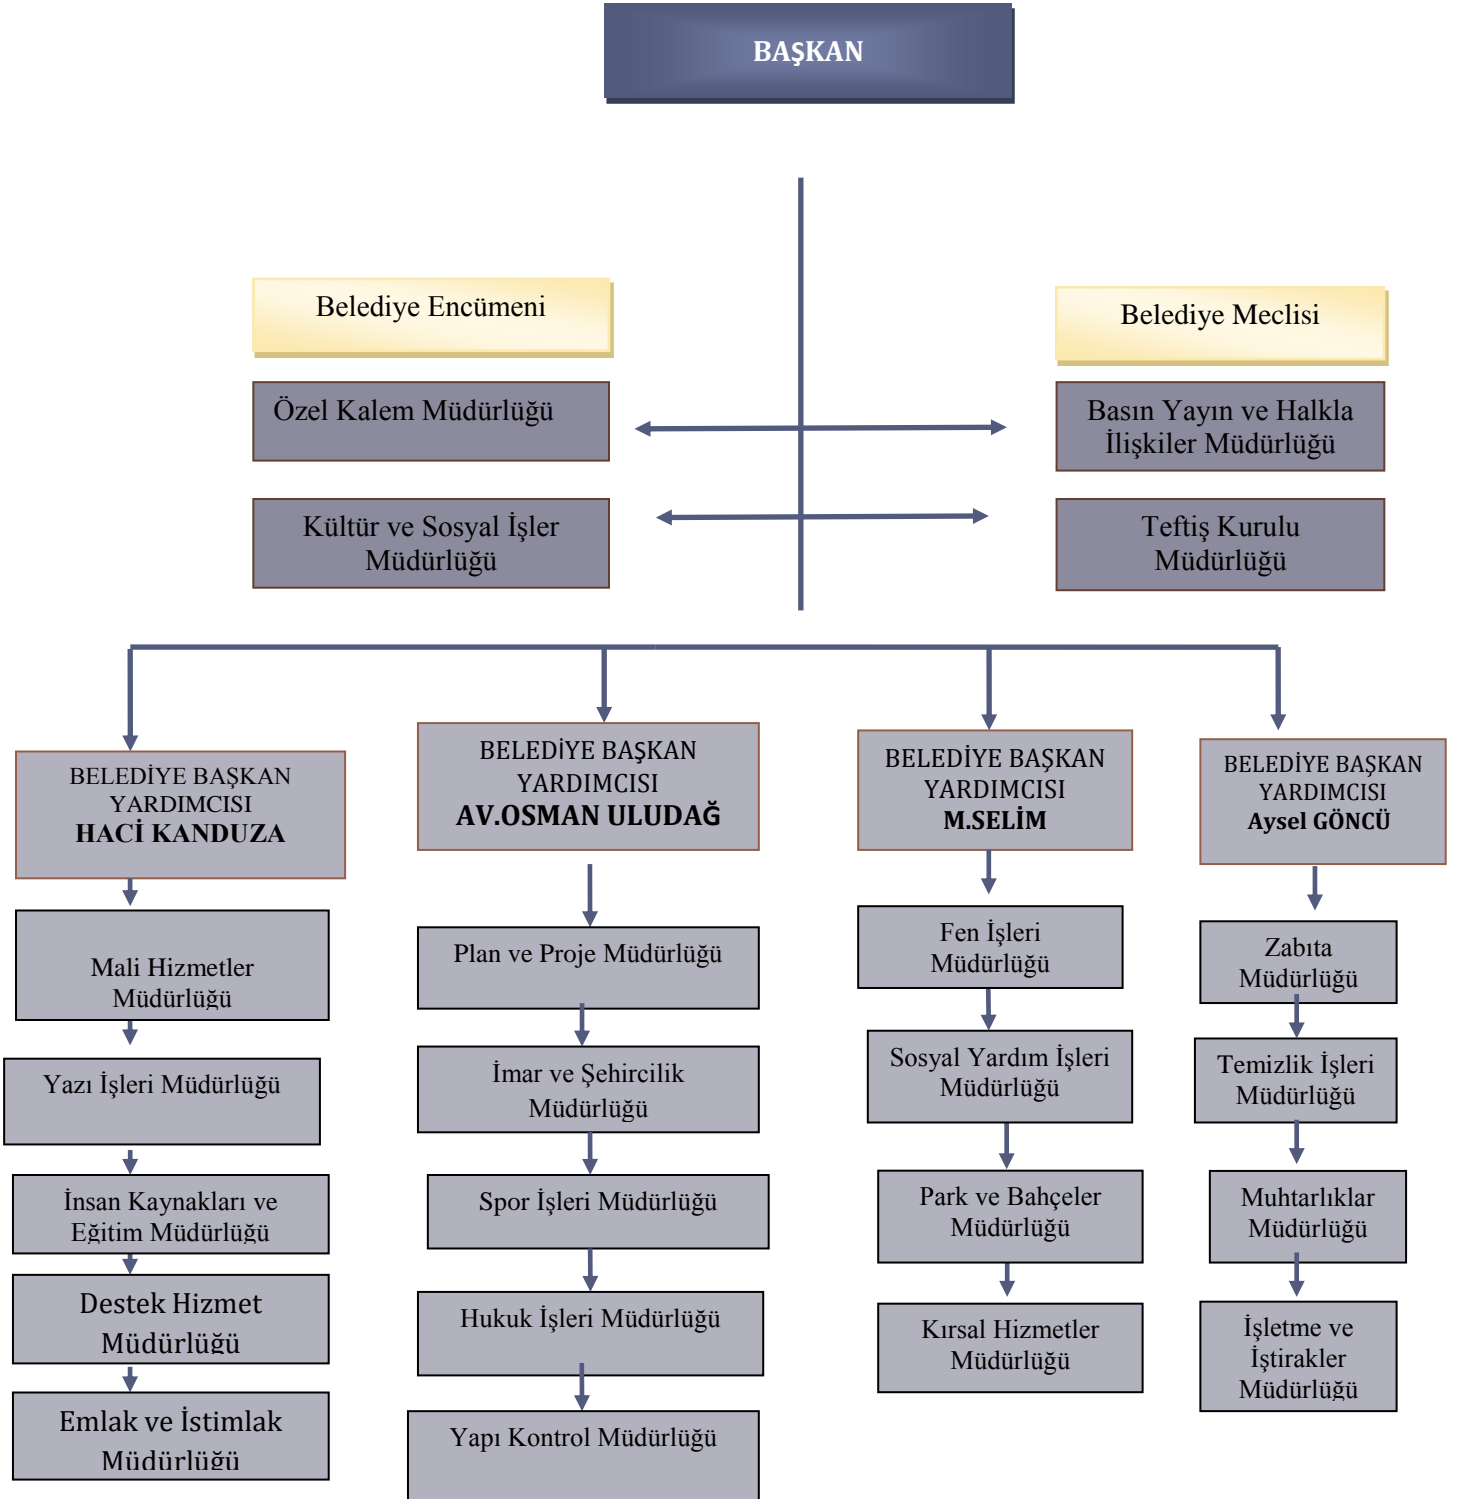 BAŞKAN
Belediye Encümeni
Belediye Meclisi
Özel Kalem Müdürlüğü
Basın Yayın ve Halkla
İlişkiler Müdürlüğü
Kültür ve Sosyal İşler
Müdürlüğü
Teftiş Kurulu
Müdürlüğü
BELEDİYE BAŞKAN
YARDIMCISI
HACİ KANDUZA
Mali Hizmetler
Müdürlüğü
Yazı İşleri Müdürlüğü
İnsan Kaynakları ve
Eğitim Müdürlüğü
Destek Hizmet
Müdürlüğü
Emlak ve İstimlak
Müdürlüğü
BELEDİYE BAŞKAN
YARDIMCISI
AV.OSMAN ULUDAĞ
Plan ve Proje Müdürlüğü
İmar ve Şehircilik
Müdürlüğü
Spor İşleri Müdürlüğü
Hukuk İşleri Müdürlüğü
Yapı Kontrol Müdürlüğü
BELEDİYE BAŞKAN
YARDIMCISI
M.SELİM
Fen İşleri
Müdürlüğü
Sosyal Yardım İşleri
Müdürlüğü
Park ve Bahçeler
Müdürlüğü
Kırsal Hizmetler
Müdürlüğü
BELEDİYE BAŞKAN
YARDIMCISI
Aysel GÖNCÜ
Zabıta
Müdürlüğü
Temizlik İşleri
Müdürlüğü
Muhtarlıklar
Müdürlüğü
İşletme ve
İştirakler
Müdürlüğü